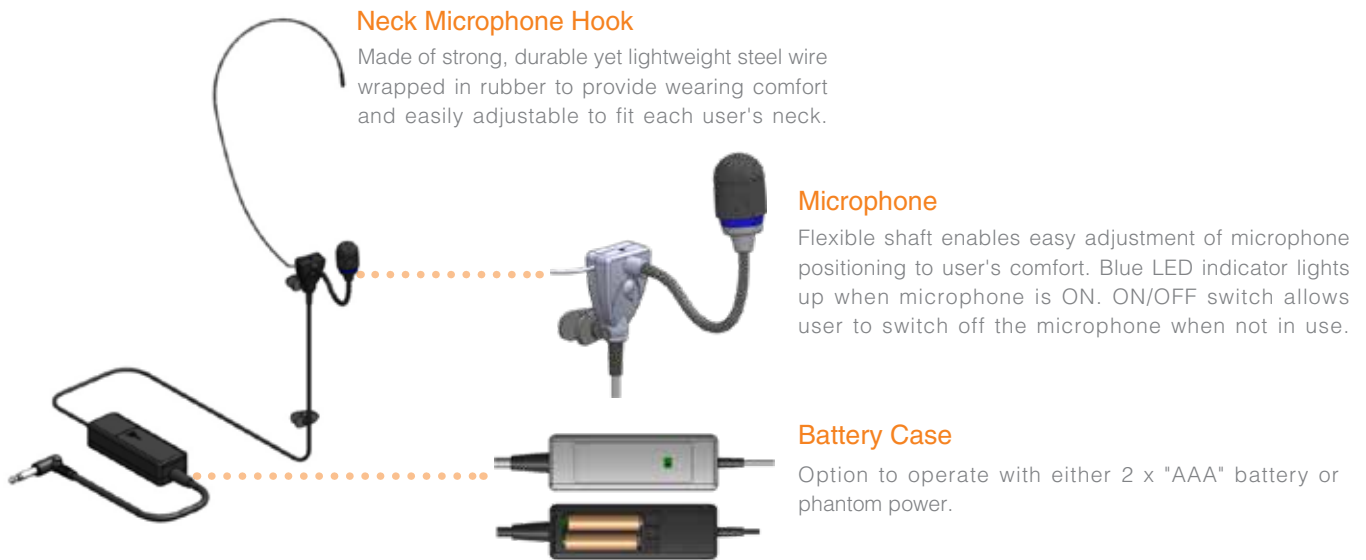 Neck Microphone Hook
Made of strong, durable yet lightweight steel wire
wrapped in rubber to provide wearing comfort
and easily adjustable to fit each user's neck.
Microphone
Flexible shaft enables easy adjustment of microphone
positioning to user's comfort. Blue LED indicator lights
up when microphone is ON. ON/OFF switch allows
user to switch off the microphone when not in use.
Battery Case
Option to operate with either 2 x "AAA" battery or
phantom power.